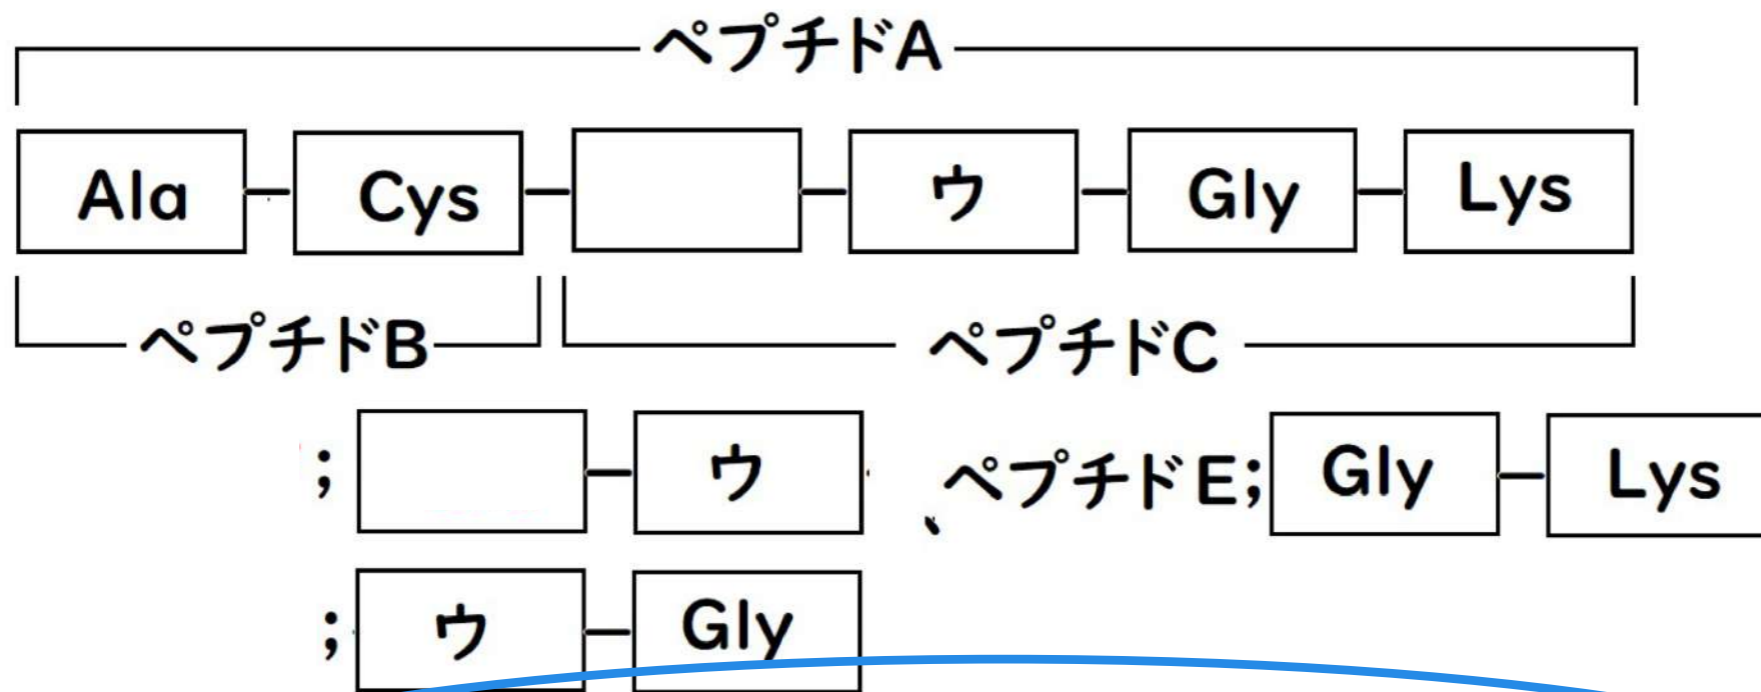 ペプチドA
Ala Cys ウ Gly Lys
ペプチドB ペプチドC
; ウ 、ペプチドE; Gly Lys
; ウ Gly